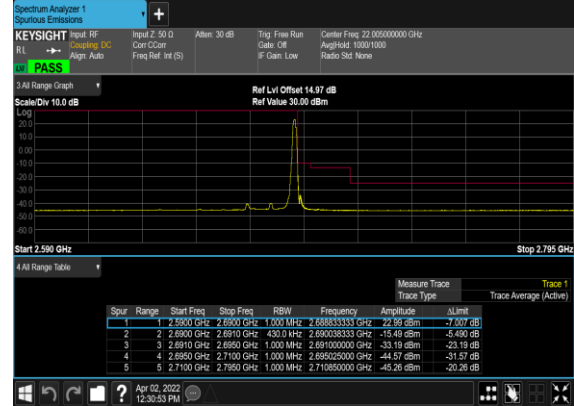 Spectrum Analyzer 1
Spurious Emissions
KEYSIGHT
RL
Input: RF
Coupling: DC
Align: Auto
Input Z: 50 Ω
Corr CCorr
Freq Ref: Int (S)
Atten: 30 dB
Trig: Free Run
Gate: Off
IF Gain: Low
Center Freq: 22.005000000 GHz
Avg|Hold: 1000/1000
Radio Std: None
PASS
3 All Range Graph
Scale/Div 10.0 dB
Ref Lvl Offset 14.97 dB
Ref Value 30.00 dBm
Log
20.0
10.0
0.00
-10.0
-20.0
-30.0
-40.0
-50.0
-60.0
Start 2.590 GHz
Stop 2.795 GHz
4 All Range Table
Measure Trace Trace 1
Trace Type Trace Average (Active)
Spur Range Start Freq Stop Freq RBW Frequency Amplitude ΔLimit
1 1 2.5900 GHz 2.6900 GHz 1.000 MHz 2.688833333 GHz 22.99 dBm -7.007 dB
2 2 2.6900 GHz 2.6910 GHz 430.0 kHz 2.690038333 GHz -15.49 dBm -5.490 dB
3 3 2.6910 GHz 2.6950 GHz 1.000 MHz 2.691000000 GHz -33.19 dBm -23.19 dB
4 4 2.6950 GHz 2.7100 GHz 1.000 MHz 2.695025000 GHz -44.57 dBm -31.57 dB
5 5 2.7100 GHz 2.7950 GHz 1.000 MHz 2.710850000 GHz -45.26 dBm -20.26 dB
?
Apr 02, 2022
12:30:53 PM